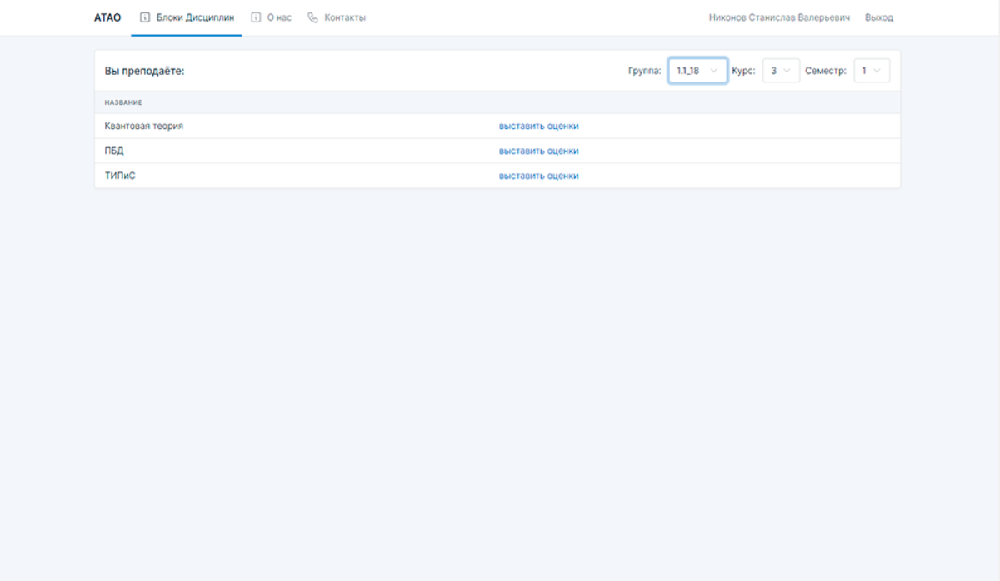 АТАО Блоки Дисциплин О нас Контакты Никонов Станислав Валерьевич Выход
Вы преподаёте: Группа: 1.1_18 Курс: 3 Семестр: 1
НАЗВАНИЕ
Квантовая теория выставить оценки
ПБД выставить оценки
ТИПиС выставить оценки